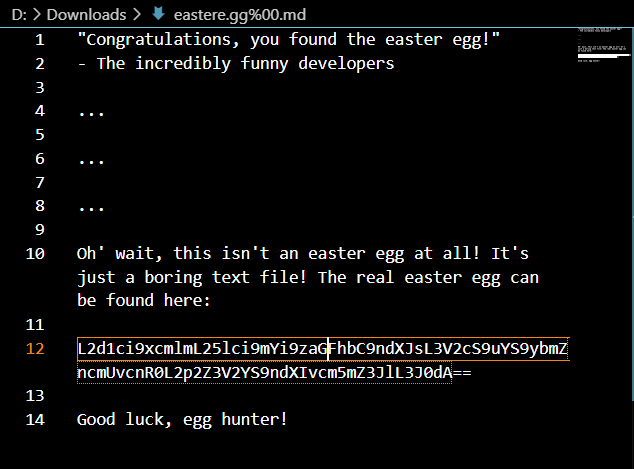 D: > Downloads > eastere.gg%00.md
1 "Congratulations, you found the easter egg!"
2 - The incredibly funny developers
3
4 ...
5
6 ...
7
8 ...
9
10 Oh' wait, this isn't an easter egg at all! It's
just a boring text file! The real easter egg can
be found here:
11
12 L2d1ci9xcmlmL25lci9mYi9zaGFhbC9ndXJsL3V2cS9uYS9ybmZ
ncmUvcnR0L2p2Z3V2YS9ndXIvcm5mZ3JlL3J0dA==
13
14 Good luck, egg hunter!